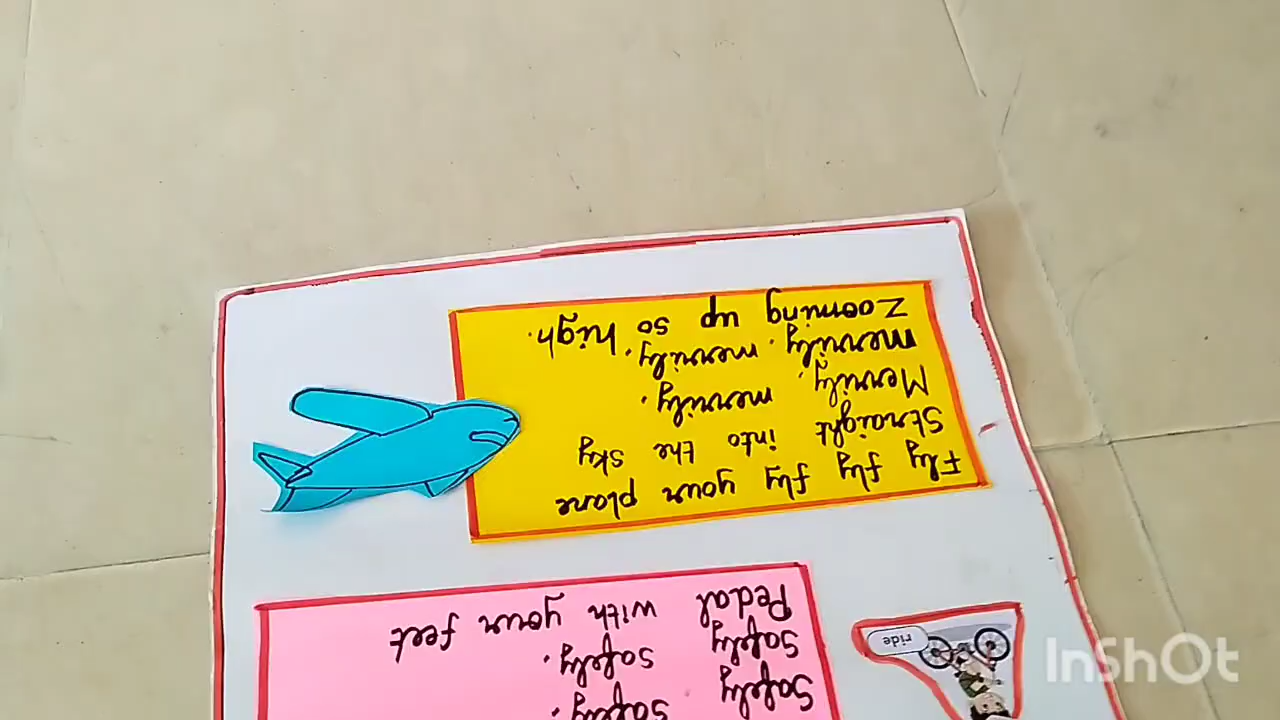 ride
Safely safely.
Safely safely.
Pedal with your feet
Fly fly fly your plane
Straight into the sky
Merrily, merrily.
merrily, merrily,
Zooming up so high.
InShOt